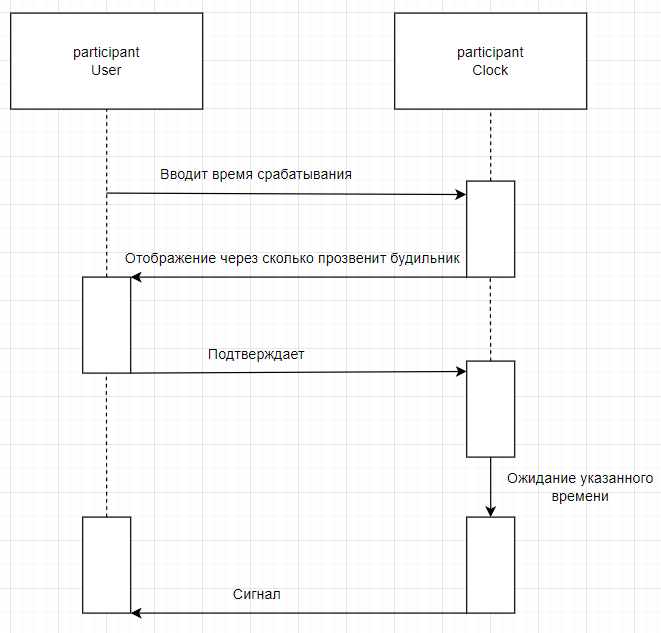 participant
User
participant
Clock
Вводит время срабатывания
Отображение через сколько прозвенит будильник
Подтверждает
Ожидание указанного
времени
Сигнал